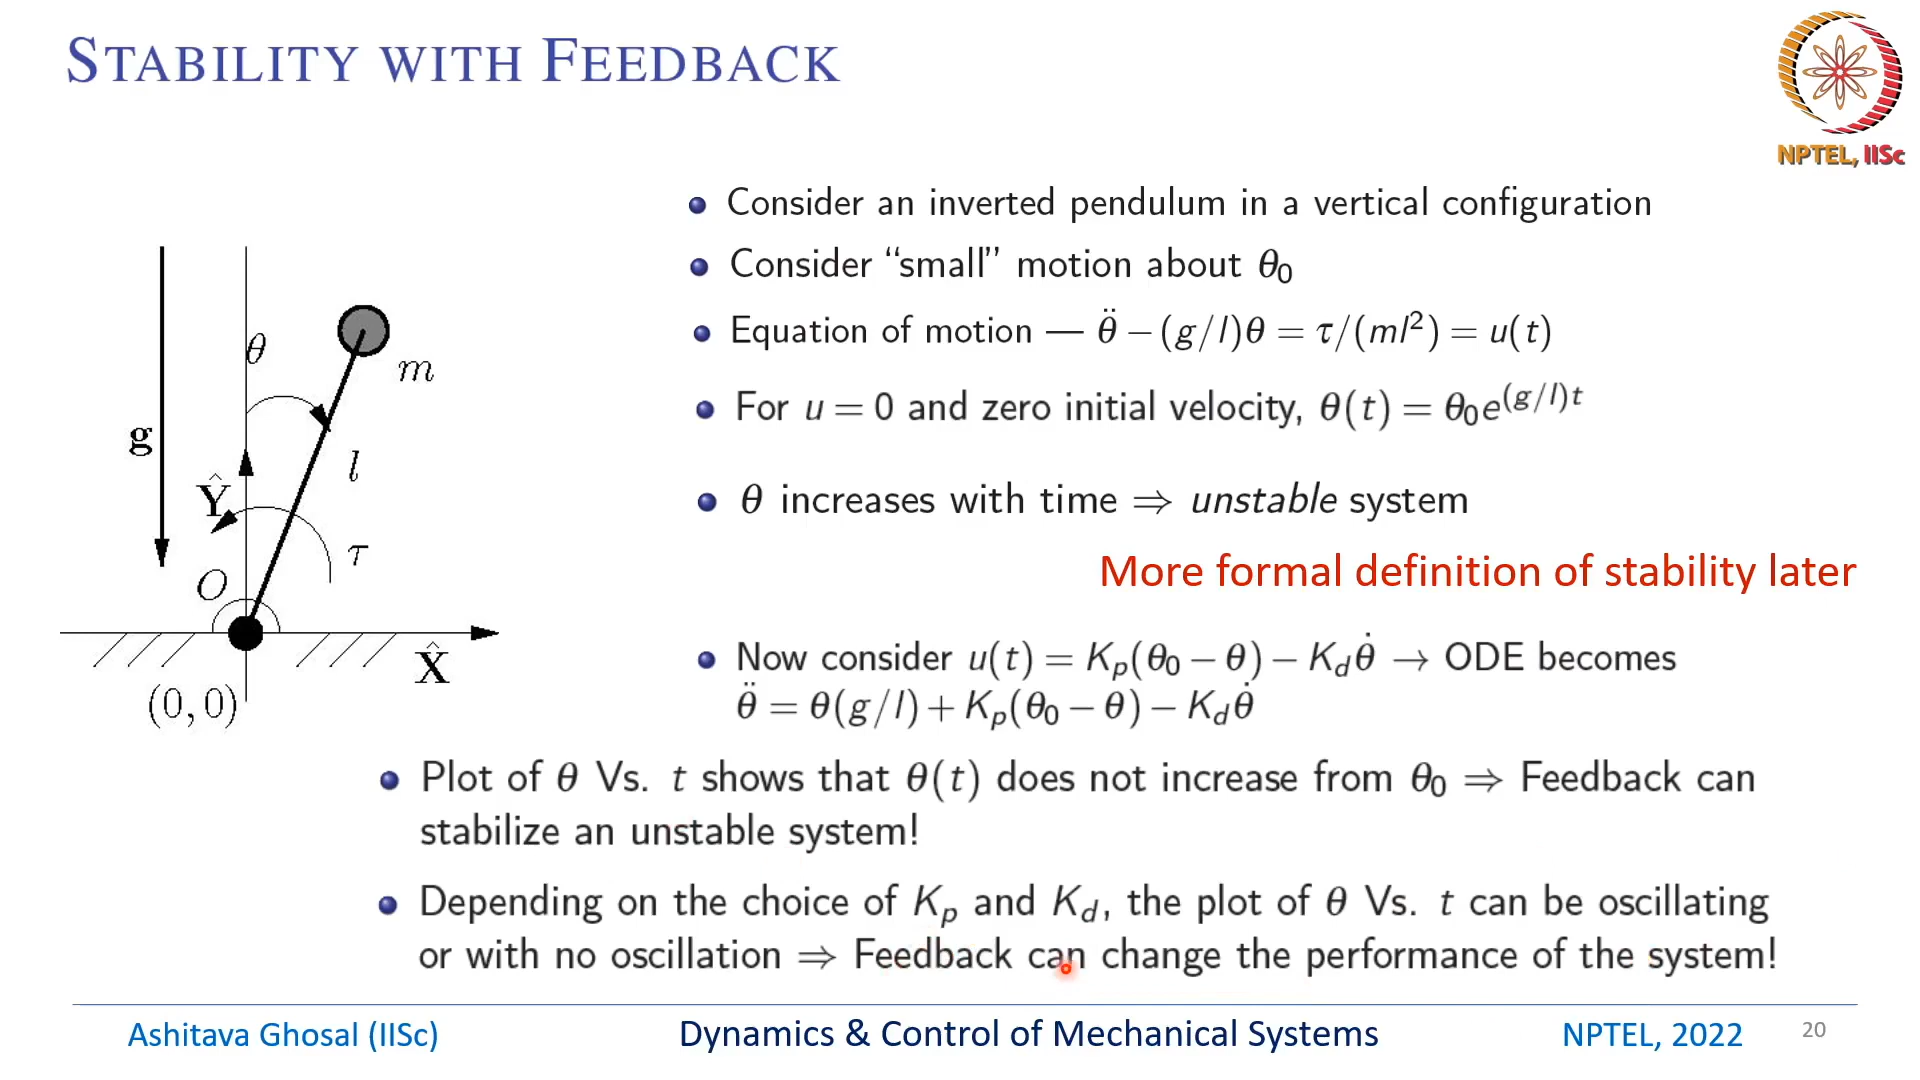 STABILITY WITH FEEDBACK
NPTEL, IISc
θ
m
g
l
Ŷ
τ
O
X̂
(0, 0)
Consider an inverted pendulum in a vertical configuration
Consider “small” motion about θ₀
Equation of motion — θ̈ − (g/l)θ = τ/(ml²) = u(t)
For u = 0 and zero initial velocity, θ(t) = θ₀e^{(g/l)t}
θ increases with time ⇒ unstable system
More formal definition of stability later
Now consider u(t) = Kₚ(θ₀ − θ) − K_d θ̇ → ODE becomes
θ̈ = θ(g/l) + Kₚ(θ₀ − θ) − K_d θ̇
Plot of θ Vs. t shows that θ(t) does not increase from θ₀ ⇒ Feedback can
stabilize an unstable system!
Depending on the choice of Kₚ and K_d, the plot of θ Vs. t can be oscillating
or with no oscillation ⇒ Feedback can change the performance of the system!
Ashitava Ghosal (IISc)
Dynamics & Control of Mechanical Systems
NPTEL, 2022
20